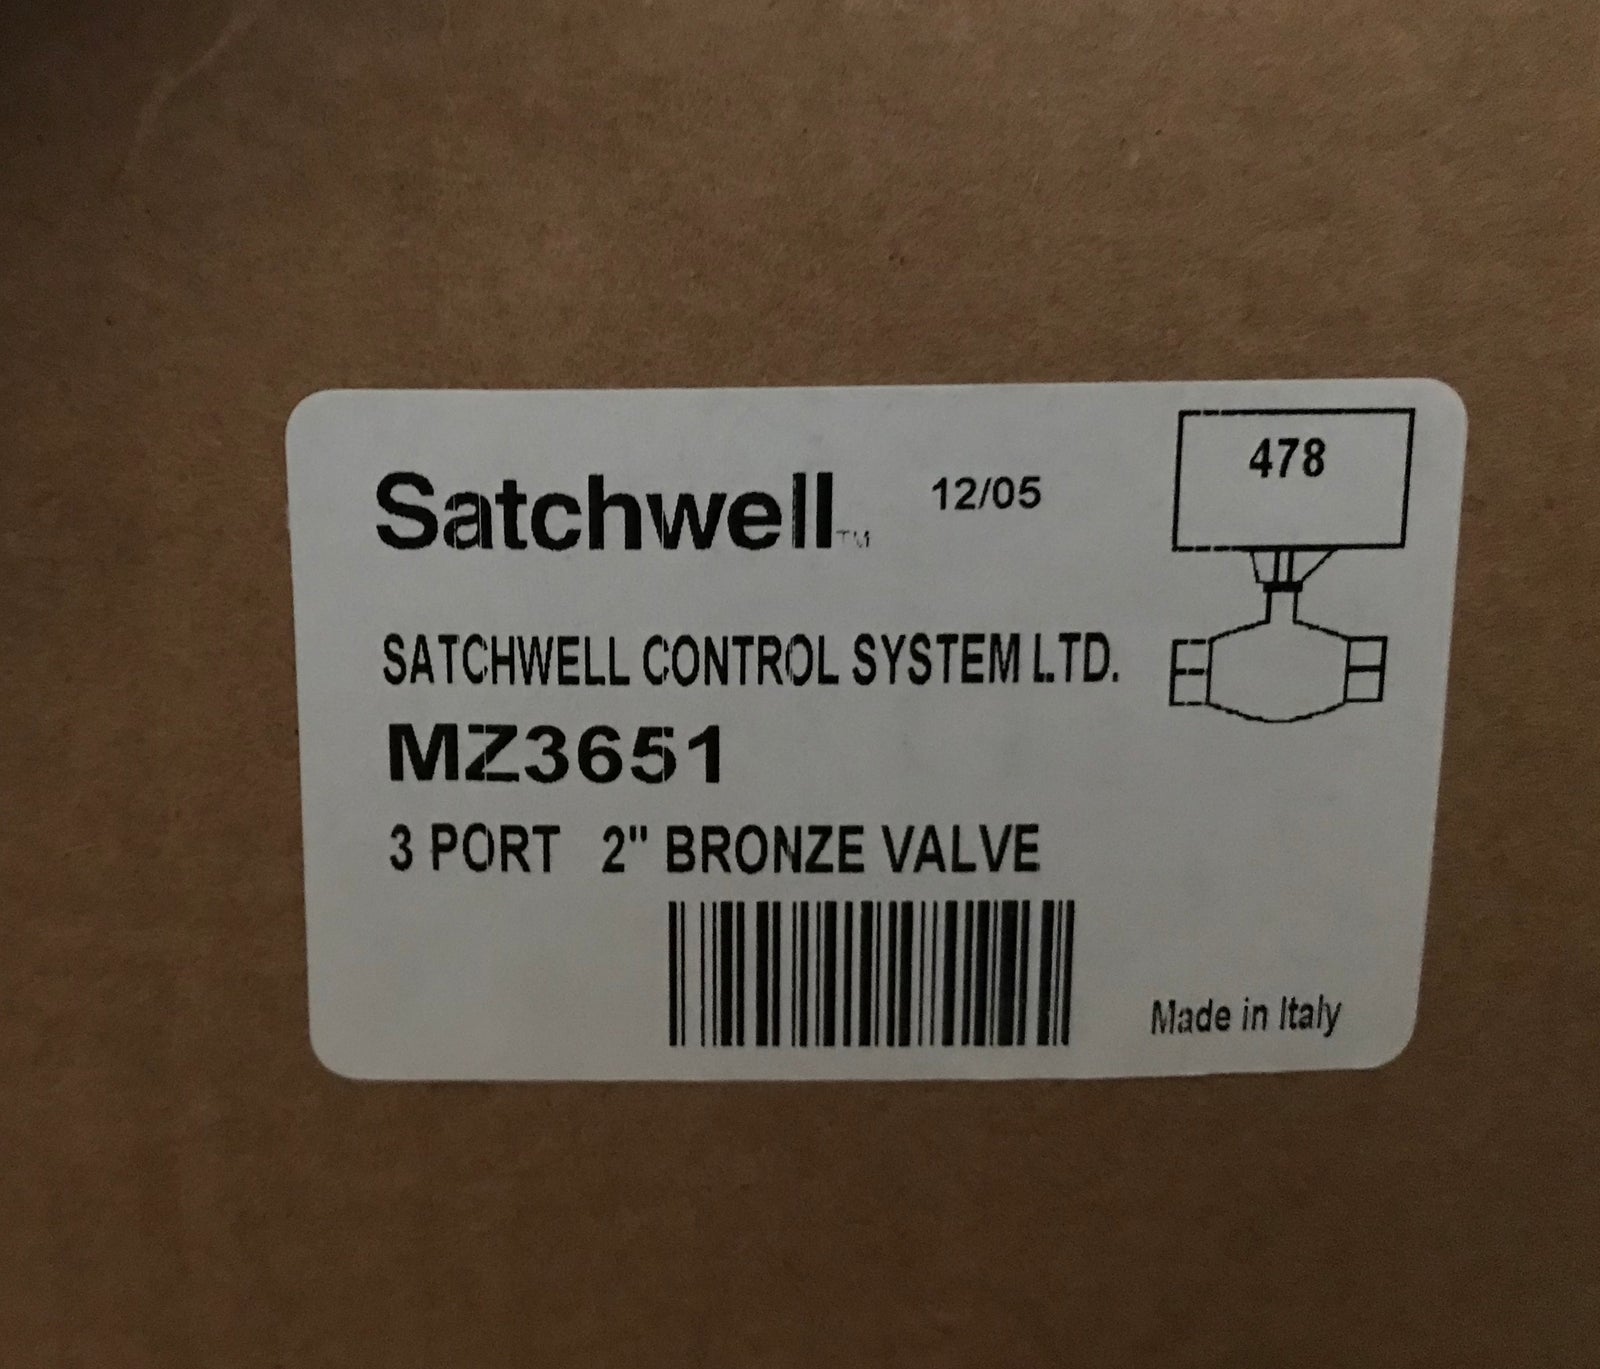 Satchwell™ 12/05
478
SATCHWELL CONTROL SYSTEM LTD.
MZ3651
3 PORT 2" BRONZE VALVE
Made in Italy